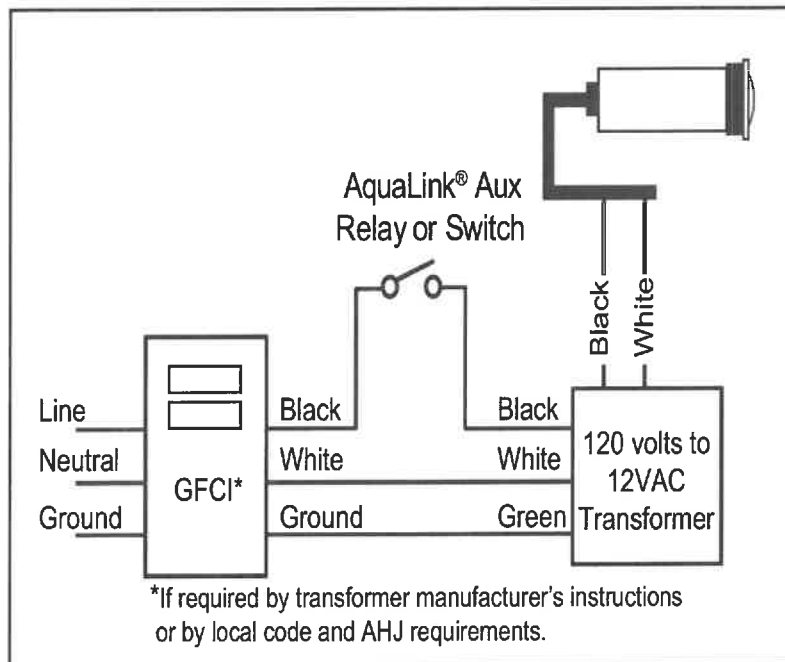 AquaLink® Aux
Relay or Switch
Black
White
Line
Neutral
Ground
GFCI*
Black
White
Ground
Black
White
Green
120 volts to
12VAC
Transformer
*If required by transformer manufacturer's instructions
or by local code and AHJ requirements.